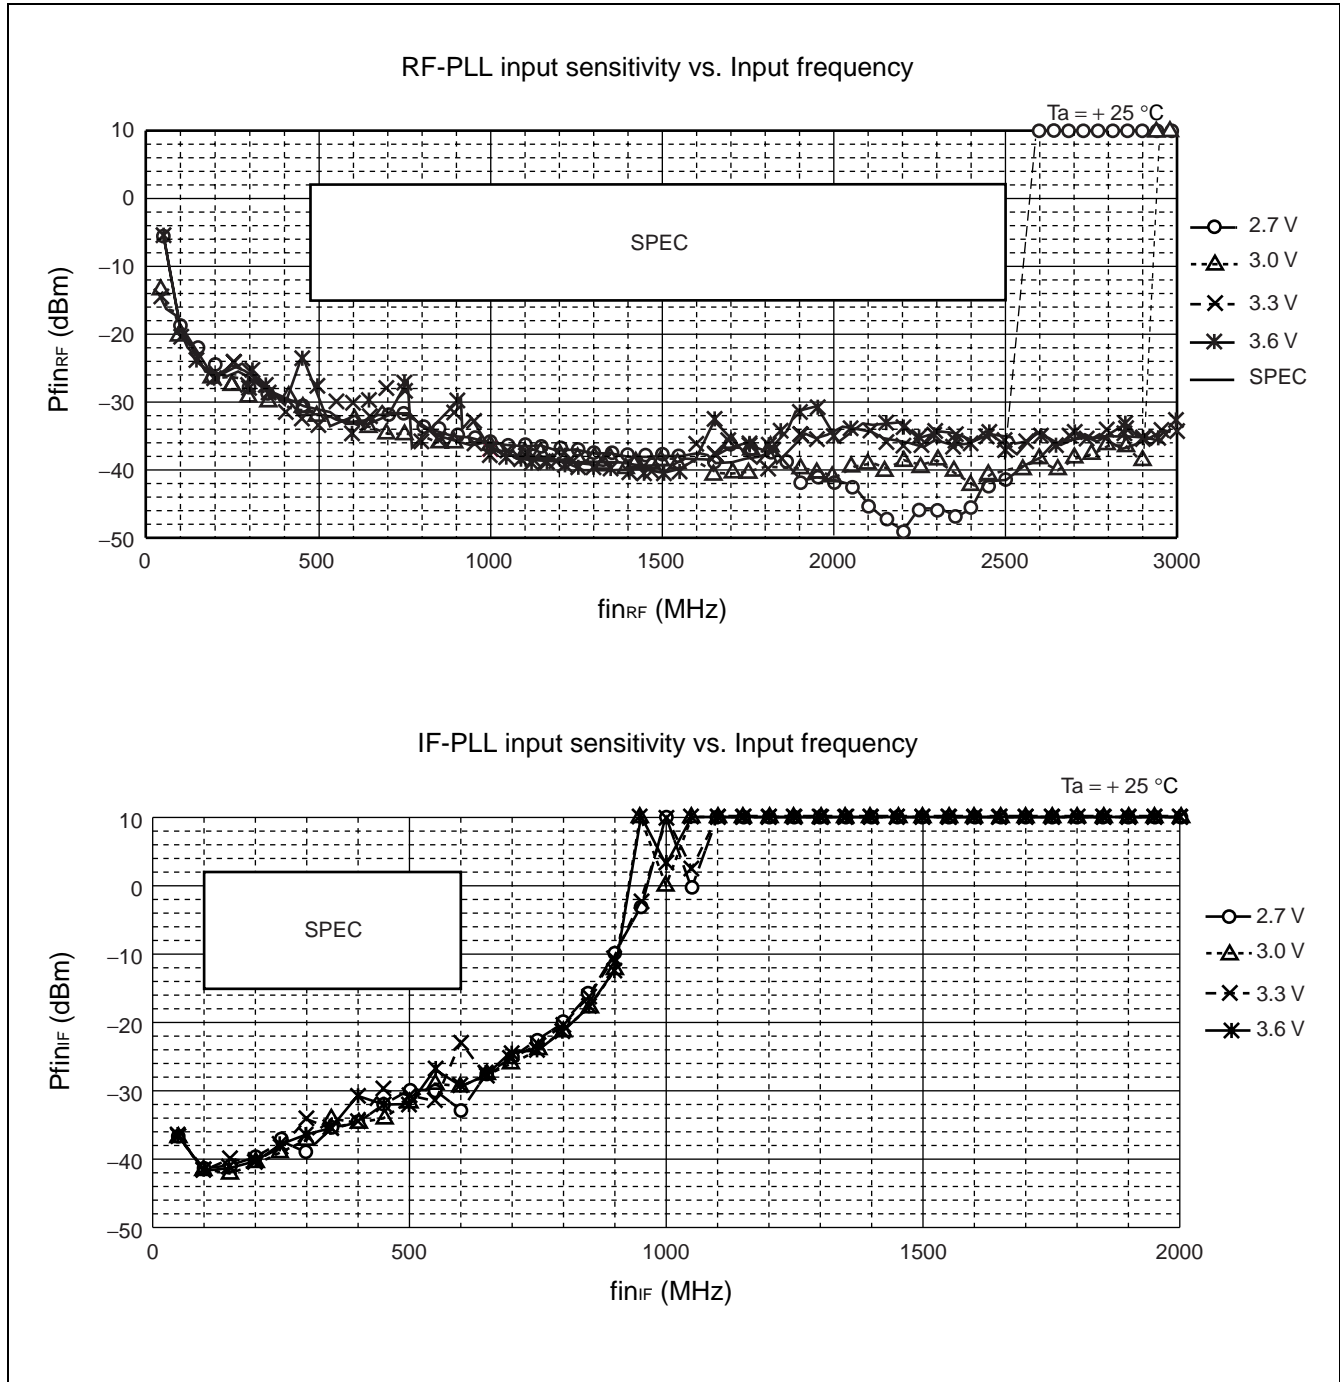 RF-PLL input sensitivity vs. Input frequency
Ta = + 25 °C
10
0
−10
−20
−30
−40
−50
PfinRF (dBm)
SPEC
2.7 V
3.0 V
3.3 V
3.6 V
SPEC
0 500 1000 1500 2000 2500 3000
finRF (MHz)
IF-PLL input sensitivity vs. Input frequency
Ta = + 25 °C
10
0
−10
−20
−30
−40
−50
PfinIF (dBm)
SPEC
2.7 V
3.0 V
3.3 V
3.6 V
0 500 1000 1500 2000
finIF (MHz)